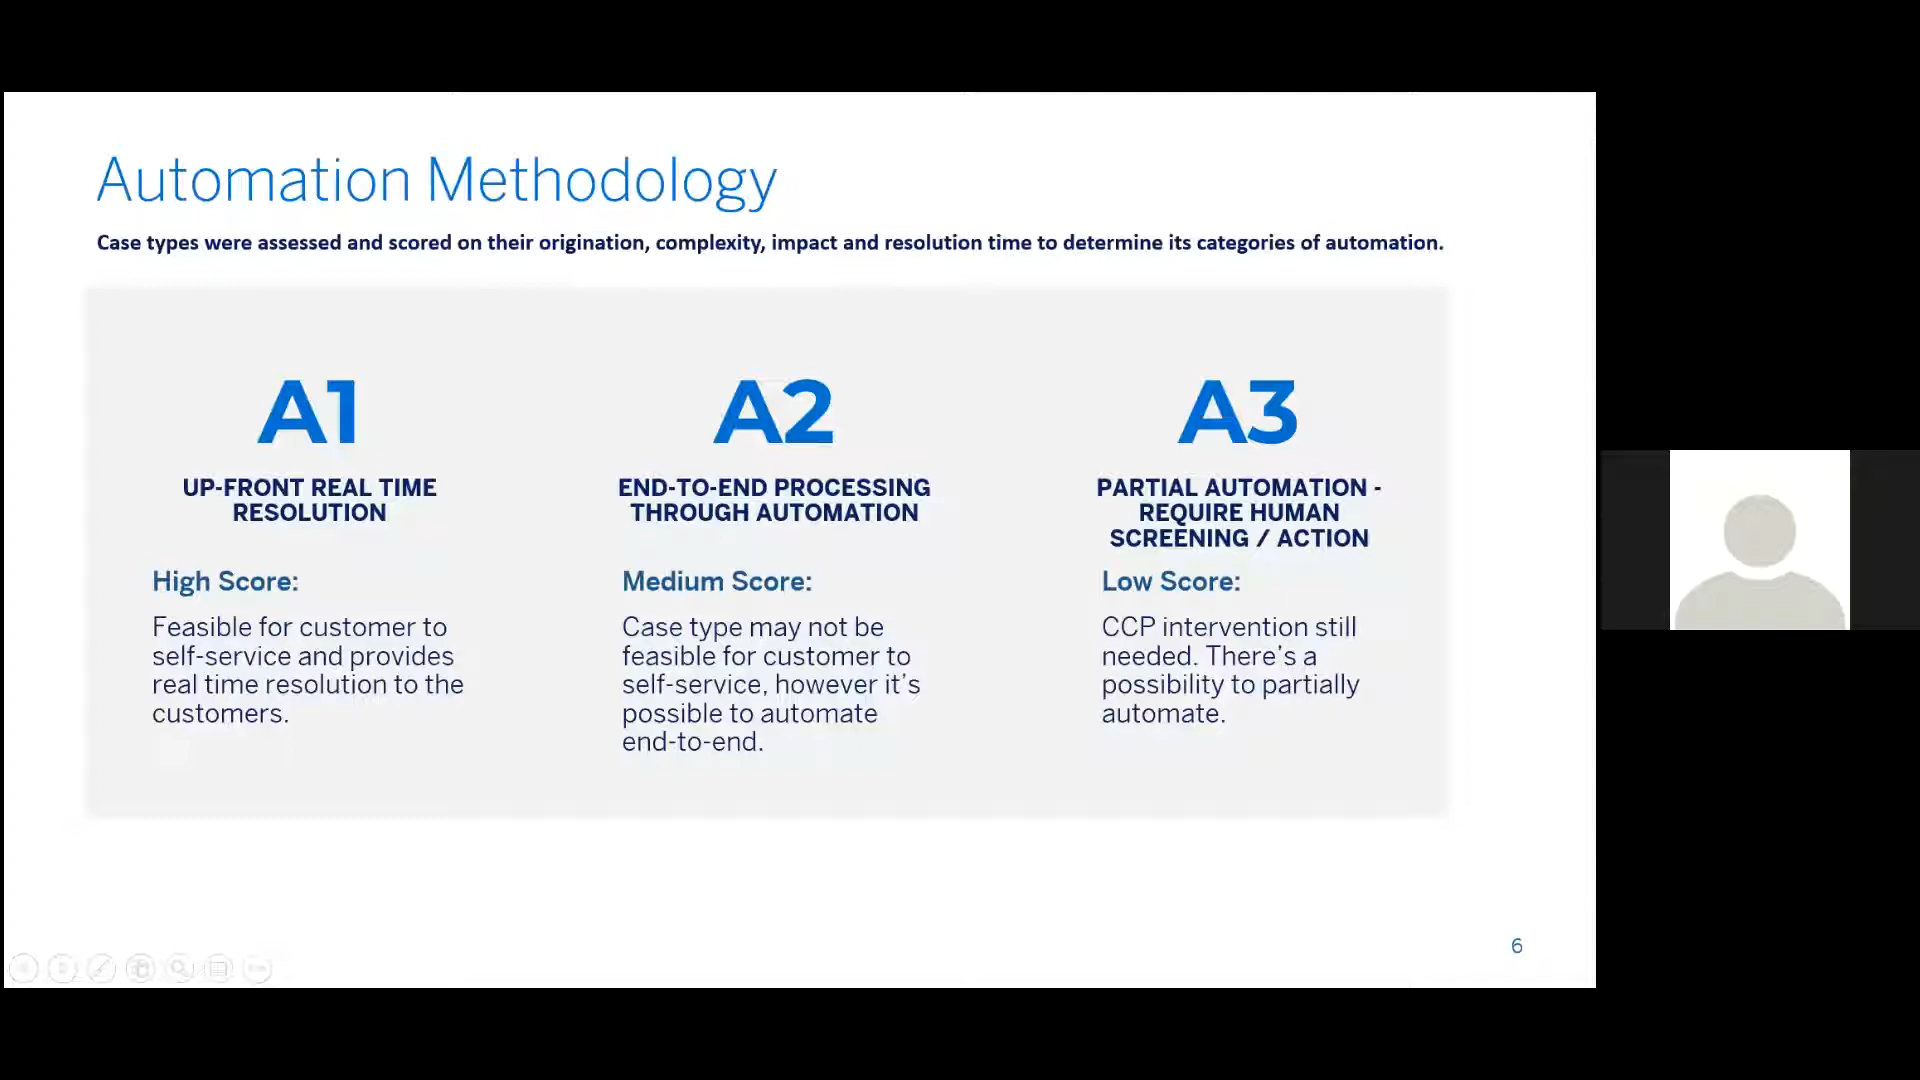 Automation Methodology
Case types were assessed and scored on their origination, complexity, impact and resolution time to determine its categories of automation.
A1
UP-FRONT REAL TIME
RESOLUTION
High Score:
Feasible for customer to
self-service and provides
real time resolution to the
customers.
A2
END-TO-END PROCESSING
THROUGH AUTOMATION
Medium Score:
Case type may not be
feasible for customer to
self-service, however it’s
possible to automate
end-to-end.
A3
PARTIAL AUTOMATION -
REQUIRE HUMAN
SCREENING / ACTION
Low Score:
CCP intervention still
needed. There’s a
possibility to partially
automate.
6